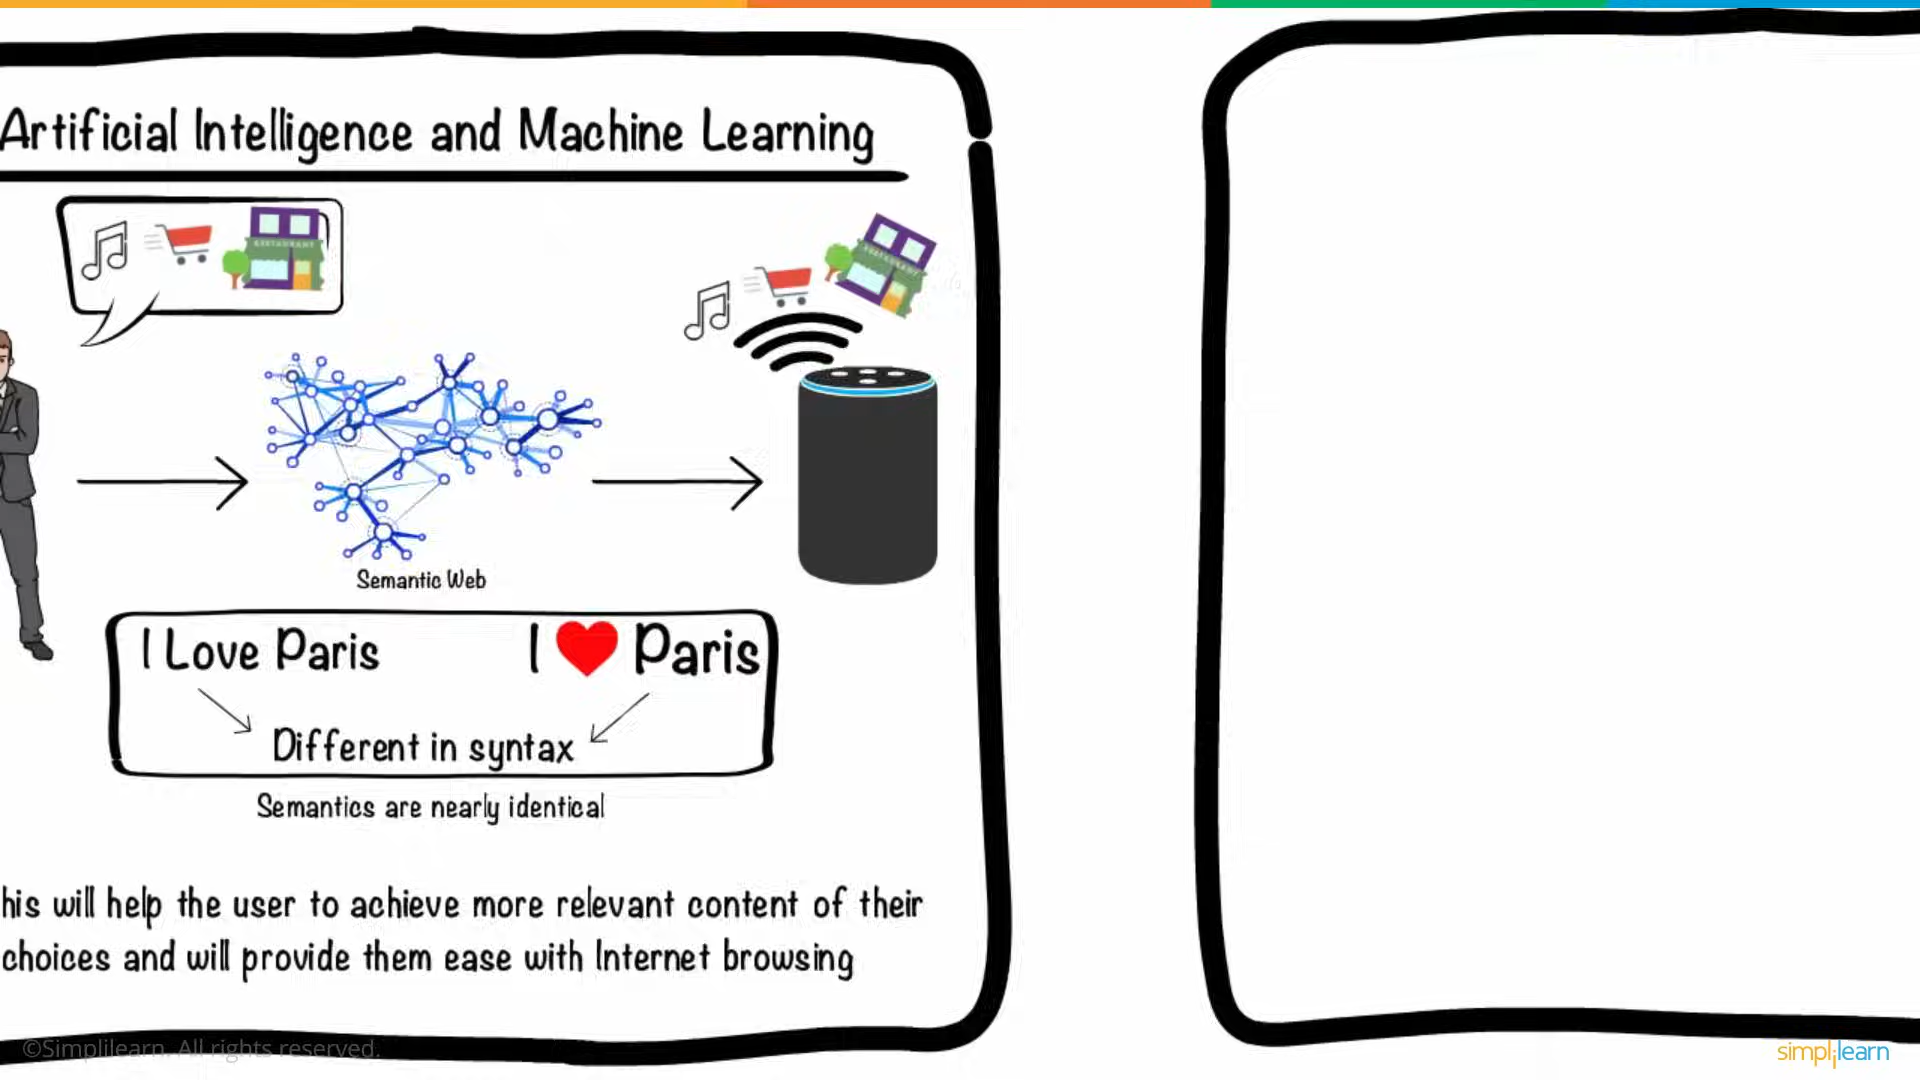 Artificial Intelligence and Machine Learning
RESTAURANT
RESTAURANT
Semantic Web
I Love Paris
I Paris
Different in syntax
Semantics are nearly identical
his will help the user to achieve more relevant content of their
choices and will provide them ease with Internet browsing
©Simplilearn. All rights reserved.
simplilearn